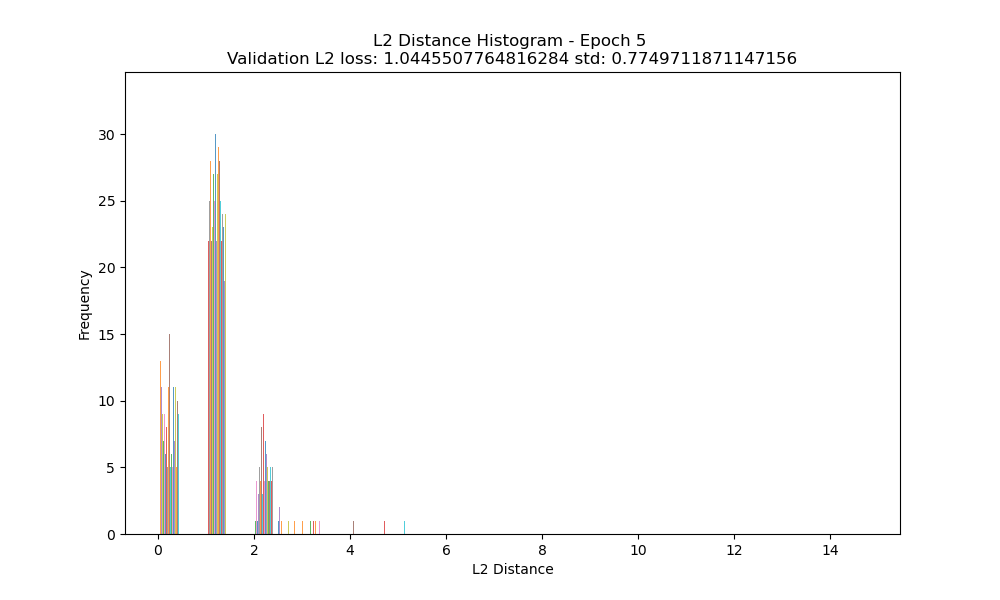 L2 Distance Histogram - Epoch 5
Validation L2 loss: 1.0445507764816284 std: 0.7749711871147156
30
25
20
15
10
5
0
Frequency
0 2 4 6 8 10 12 14
L2 Distance